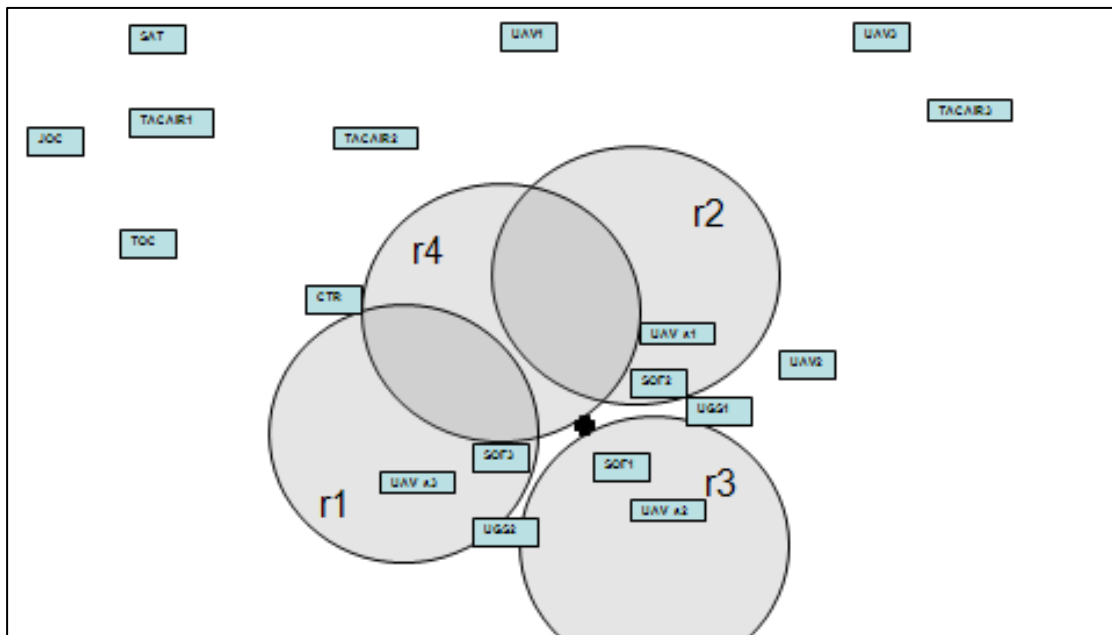 SAT
UAV1
UAV3
TACAIR1
TACAIR2
TACAIR3
JOC
r2
TOC
r4
CTR
UAV a1
UAV2
SOF2
UGS1
SOF3
SOF1
UAV a3
r3
r1
UAV a2
UGS2